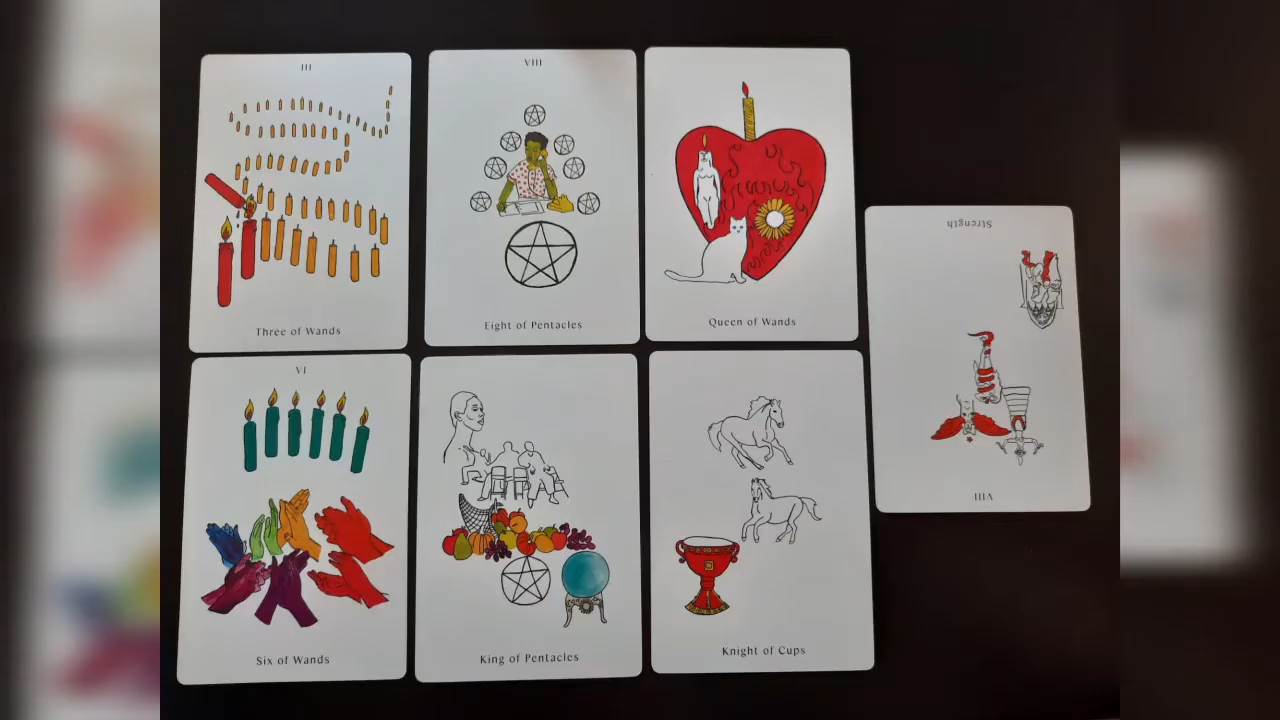 III
Three of Wands
VIII
Eight of Pentacles
Queen of Wands
Strength
VIII
VI
Six of Wands
King of Pentacles
Knight of Cups